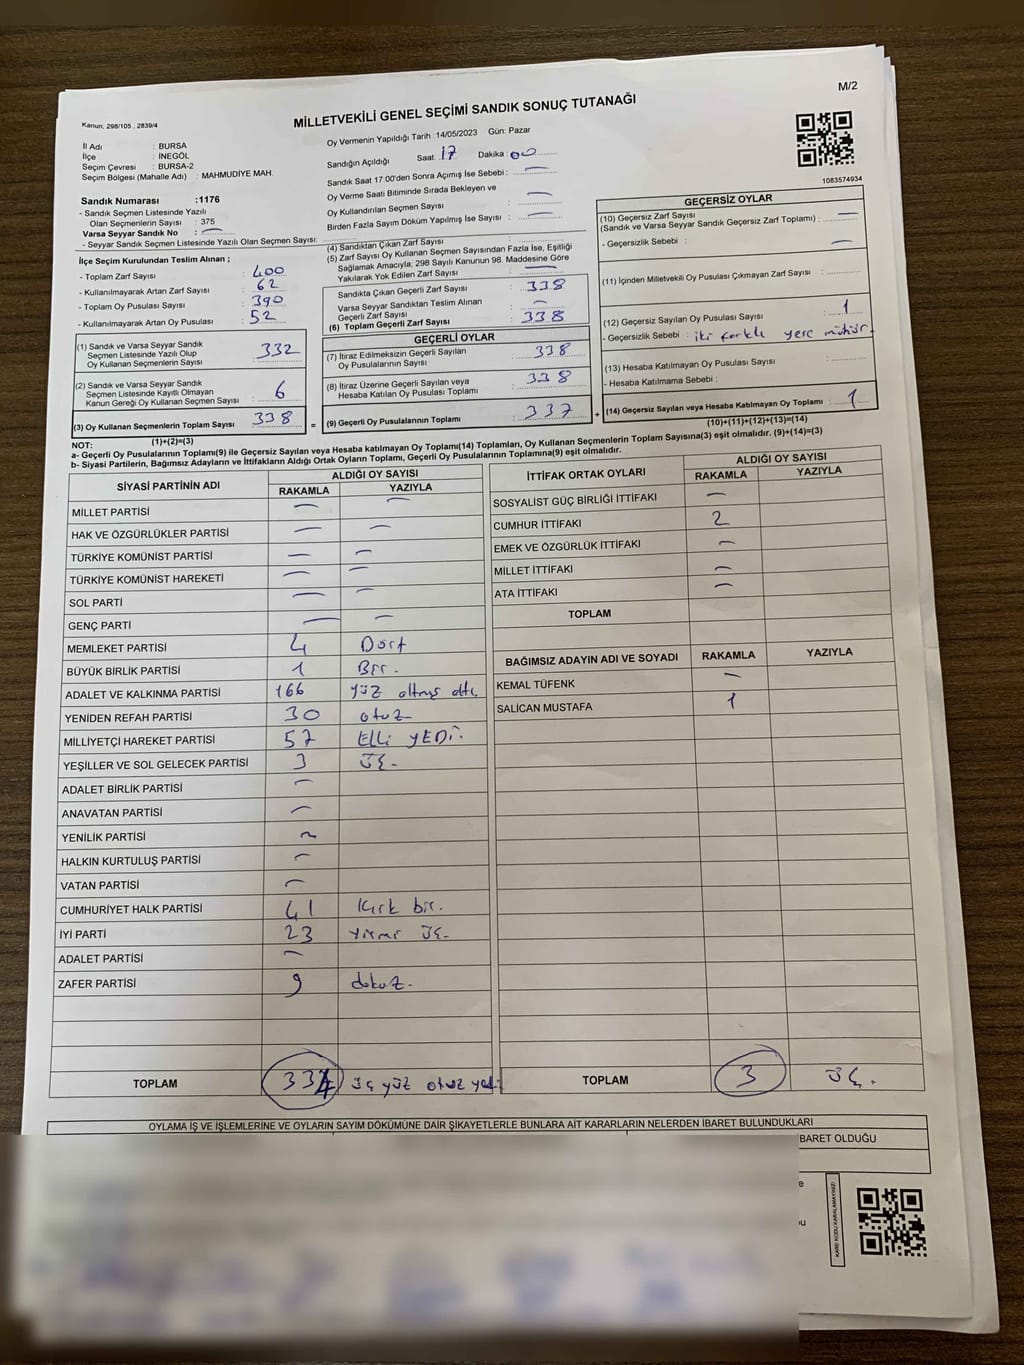 M/2
Kanun: 298/105 , 2839/4
MİLLETVEKİLİ GENEL SEÇİMİ SANDIK SONUÇ TUTANAĞI
İl Adı : BURSA
İlçe : İNEGÖL
Seçim Çevresi : BURSA-2
Seçim Bölgesi (Mahalle Adı) : MAHMUDİYE MAH.
Sandık Numarası :1176
- Sandık Seçmen Listesinde Yazılı
Olan Seçmenlerin Sayısı : 375
Varsa Seyyar Sandık No : —
- Seyyar Sandık Seçmen Listesinde Yazılı Olan Seçmen Sayısı:
Oy Vermenin Yapıldığı Tarih :14/05/2023 Gün: Pazar
Sandığın Açıldığı Saat: 17 Dakika : 00
Sandık Saat 17.00'den Sonra Açımış İse Sebebi : —
Oy Verme Saati Bitiminde Sırada Bekleyen ve
Oy Kullandırılan Seçmen Sayısı : —
Birden Fazla Sayım Döküm Yapılmış İse Sayısı : —
1083574934
İlçe Seçim Kurulundan Teslim Alınan ;
- Toplam Zarf Sayısı : 400
- Kullanılmayarak Artan Zarf Sayısı : 62
- Toplam Oy Pusulası Sayısı : 390
- Kullanılmayarak Artan Oy Pusulası : 52
(1) Sandık ve Varsa Seyyar Sandık
Seçmen Listesinde Yazılı Olup
Oy Kullanan Seçmenlerin Sayısı : 332
(2) Sandık ve Varsa Seyyar Sandık
Seçmen Listesinde Kayıtlı Olmayan
Kanun Gereği Oy Kullanan Seçmen Sayısı : 6
(3) Oy Kullanan Seçmenlerin Toplam Sayısı : 338
(1)+(2)=(3)
(4) Sandıktan Çıkan Zarf Sayısı :
(5) Zarf Sayısı Oy Kullanan Seçmen Sayısından Fazla İse, Eşitliği
Sağlamak Amacıyla, 298 Sayılı Kanunun 98. Maddesine Göre
Yakılarak Yok Edilen Zarf Sayısı : —
Sandıkta Çıkan Geçerli Zarf Sayısı : 338
Varsa Seyyar Sandıktan Teslim Alınan
Geçerli Zarf Sayısı : —
(6) Toplam Geçerli Zarf Sayısı : 338
GEÇERLİ OYLAR
(7) İtiraz Edilmeksizin Geçerli Sayılan
Oy Pusulalarının Sayısı : 338
(8) İtiraz Üzerine Geçerli Sayılan veya
Hesaba Katılan Oy Pusulası Toplamı : 338
= (9) Geçerli Oy Pusulalarının Toplamı : 337 +
GEÇERSİZ OYLAR
(10) Geçersiz Zarf Sayısı
(Sandık ve Varsa Seyyar Sandık Geçersiz Zarf Toplamı) : —
- Geçersizlik Sebebi : —
(11) İçinden Milletvekili Oy Pusulası Çıkmayan Zarf Sayısı :
(12) Geçersiz Sayılan Oy Pusulası Sayısı : 1
- Geçersizlik Sebebi : iki farklı yere mühür
(13) Hesaba Katılmayan Oy Pusulası Sayısı :
- Hesaba Katılmama Sebebi :
(14) Geçersiz Sayılan veya Hesaba Katılmayan Oy Toplamı : 1
(10)+(11)+(12)+(13)=(14)
NOT:
a- Geçerli Oy Pusulalarının Toplamı(9) ile Geçersiz Sayılan veya Hesaba katılmayan Oy Toplamı(14) Toplamları, Oy Kullanan Seçmenlerin Toplam Sayısına(3) eşit olmalıdır. (9)+(14)=(3)
b- Siyasi Partilerin, Bağımsız Adayların ve İttifakların Aldığı Ortak Oyların Toplamı, Geçerli Oy Pusulalarının Toplamına(9) eşit olmalıdır.
SİYASİ PARTİNİN ADI ALDIĞI OY SAYISI
RAKAMLA YAZIYLA
MİLLET PARTİSİ — —
HAK VE ÖZGÜRLÜKLER PARTİSİ — —
TÜRKİYE KOMÜNİST PARTİSİ — —
TÜRKİYE KOMÜNİST HAREKETİ — —
SOL PARTİ — —
GENÇ PARTİ — —
MEMLEKET PARTİSİ 4 Dört
BÜYÜK BİRLİK PARTİSİ 1 Bir.
ADALET VE KALKINMA PARTİSİ 166 yüz altmış altı
YENİDEN REFAH PARTİSİ 30 otuz
MİLLİYETÇİ HAREKET PARTİSİ 57 Elli YEDİ.
YEŞİLLER VE SOL GELECEK PARTİSİ 3 üç.
ADALET BİRLİK PARTİSİ —
ANAVATAN PARTİSİ —
YENİLİK PARTİSİ —
HALKIN KURTULUŞ PARTİSİ —
VATAN PARTİSİ —
CUMHURİYET HALK PARTİSİ 41 Kırk bir.
İYİ PARTİ 23 yirmi üç.
ADALET PARTİSİ —
ZAFER PARTİSİ 9 dokuz.
TOPLAM 334 üç yüz otuz yedi
İTTİFAK ORTAK OYLARI ALDIĞI OY SAYISI
RAKAMLA YAZIYLA
SOSYALİST GÜÇ BİRLİĞİ İTTİFAKI —
CUMHUR İTTİFAKI 2
EMEK VE ÖZGÜRLÜK İTTİFAKI —
MİLLET İTTİFAKI —
ATA İTTİFAKI —
TOPLAM
BAĞIMSIZ ADAYIN ADI VE SOYADI RAKAMLA YAZIYLA
KEMAL TÜFENK —
SALİCAN MUSTAFA 1
TOPLAM 3 üç.
OYLAMA İŞ VE İŞLEMLERİNE VE OYLARIN SAYIM DÖKÜMÜNE DAİR ŞİKAYETLERLE BUNLARA AİT KARARLARIN NELERDEN İBARET BULUNDUKLARI
BARET OLDUĞU
KARE KODU KARALAMAYINIZ!